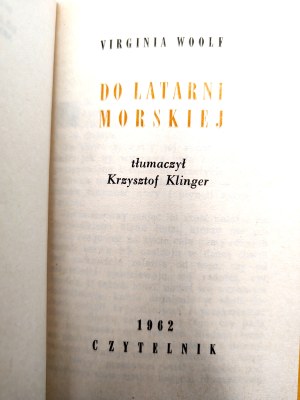 VIRGINIA WOOLF
DO LATARNI
MORSKIEJ
tłumaczył
Krzysztof Klinger
1962
CZYTELNIK